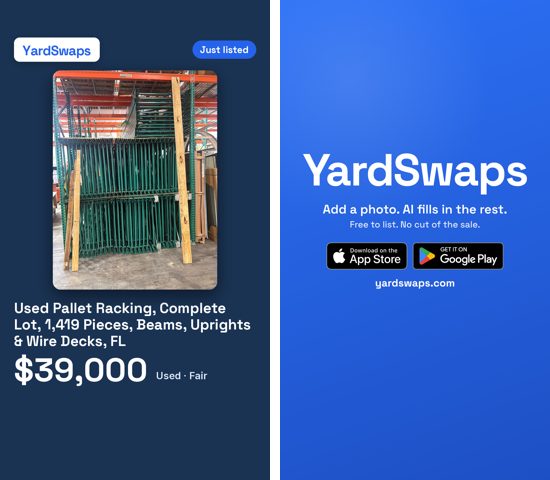 YardSwaps
Just listed
Used Pallet Racking, Complete
Lot, 1,419 Pieces, Beams, Uprights
& Wire Decks, FL
$39,000 Used · Fair
YardSwaps
Add a photo. AI fills in the rest.
Free to list. No cut of the sale.
Download on the
App Store
GET IT ON
Google Play
yardswaps.com